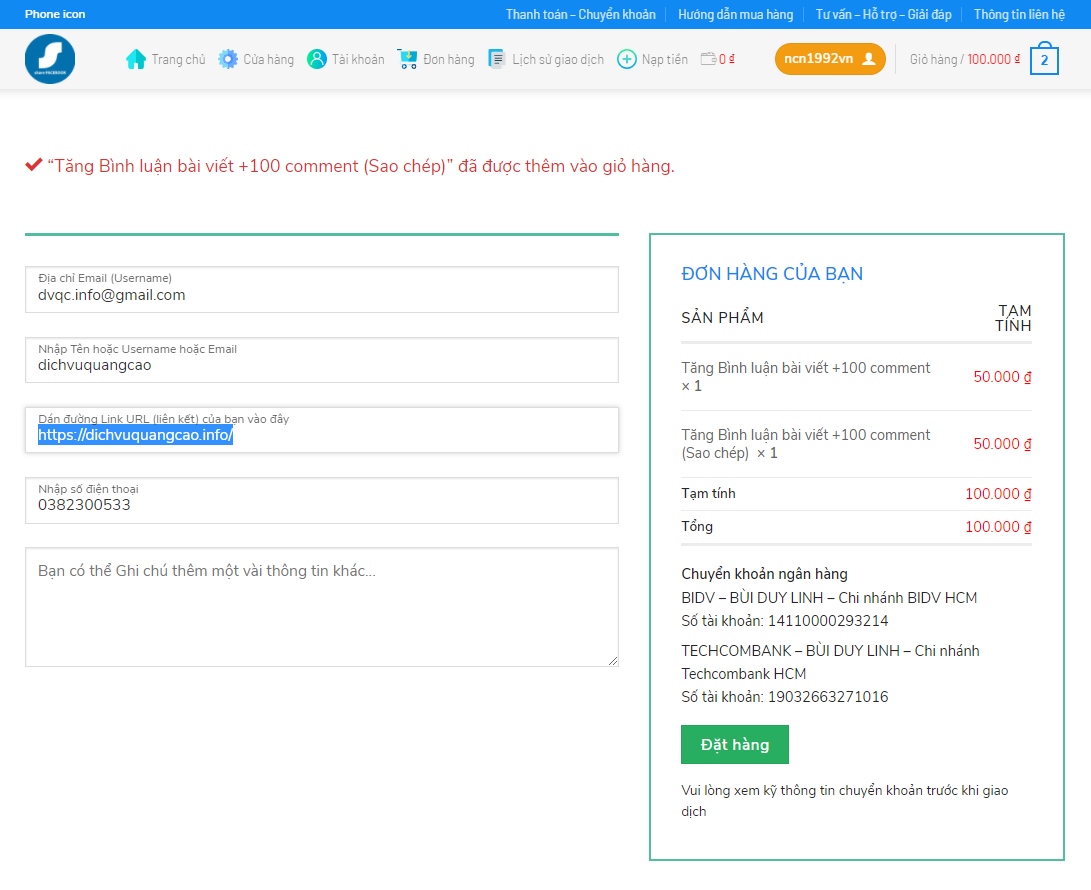 Phone icon
Thanh toán – Chuyển khoản
Hướng dẫn mua hàng
Tư vấn – Hỗ trợ – Giải đáp
Thông tin liên hệ
share FACEBOOK
Trang chủ
Cửa hàng
Tài khoản
Đơn hàng
Lịch sử giao dịch
Nạp tiền
0 ₫
ncn1992vn
Giỏ hàng / 100.000 ₫
2
“Tăng Bình luận bài viết +100 comment (Sao chép)” đã được thêm vào giỏ hàng.
Địa chỉ Email (Username)
dvqc.info@gmail.com
Nhập Tên hoặc Username hoặc Email
dichvuquangcao
Dán đường Link URL (liên kết) của bạn vào đây
https://dichvuquangcao.info/
Nhập số điện thoại
0382300533
Bạn có thể Ghi chú thêm một vài thông tin khác...
ĐƠN HÀNG CỦA BẠN
SẢN PHẨM
TẠM
TÍNH
Tăng Bình luận bài viết +100 comment
× 1
50.000 ₫
Tăng Bình luận bài viết +100 comment
(Sao chép) × 1
50.000 ₫
Tạm tính 100.000 ₫
Tổng 100.000 ₫
Chuyển khoản ngân hàng
BIDV – BÙI DUY LINH – Chi nhánh BIDV HCM
Số tài khoản: 14110000293214
TECHCOMBANK – BÙI DUY LINH – Chi nhánh
Techcombank HCM
Số tài khoản: 19032663271016
Đặt hàng
Vui lòng xem kỹ thông tin chuyển khoản trước khi giao
dịch